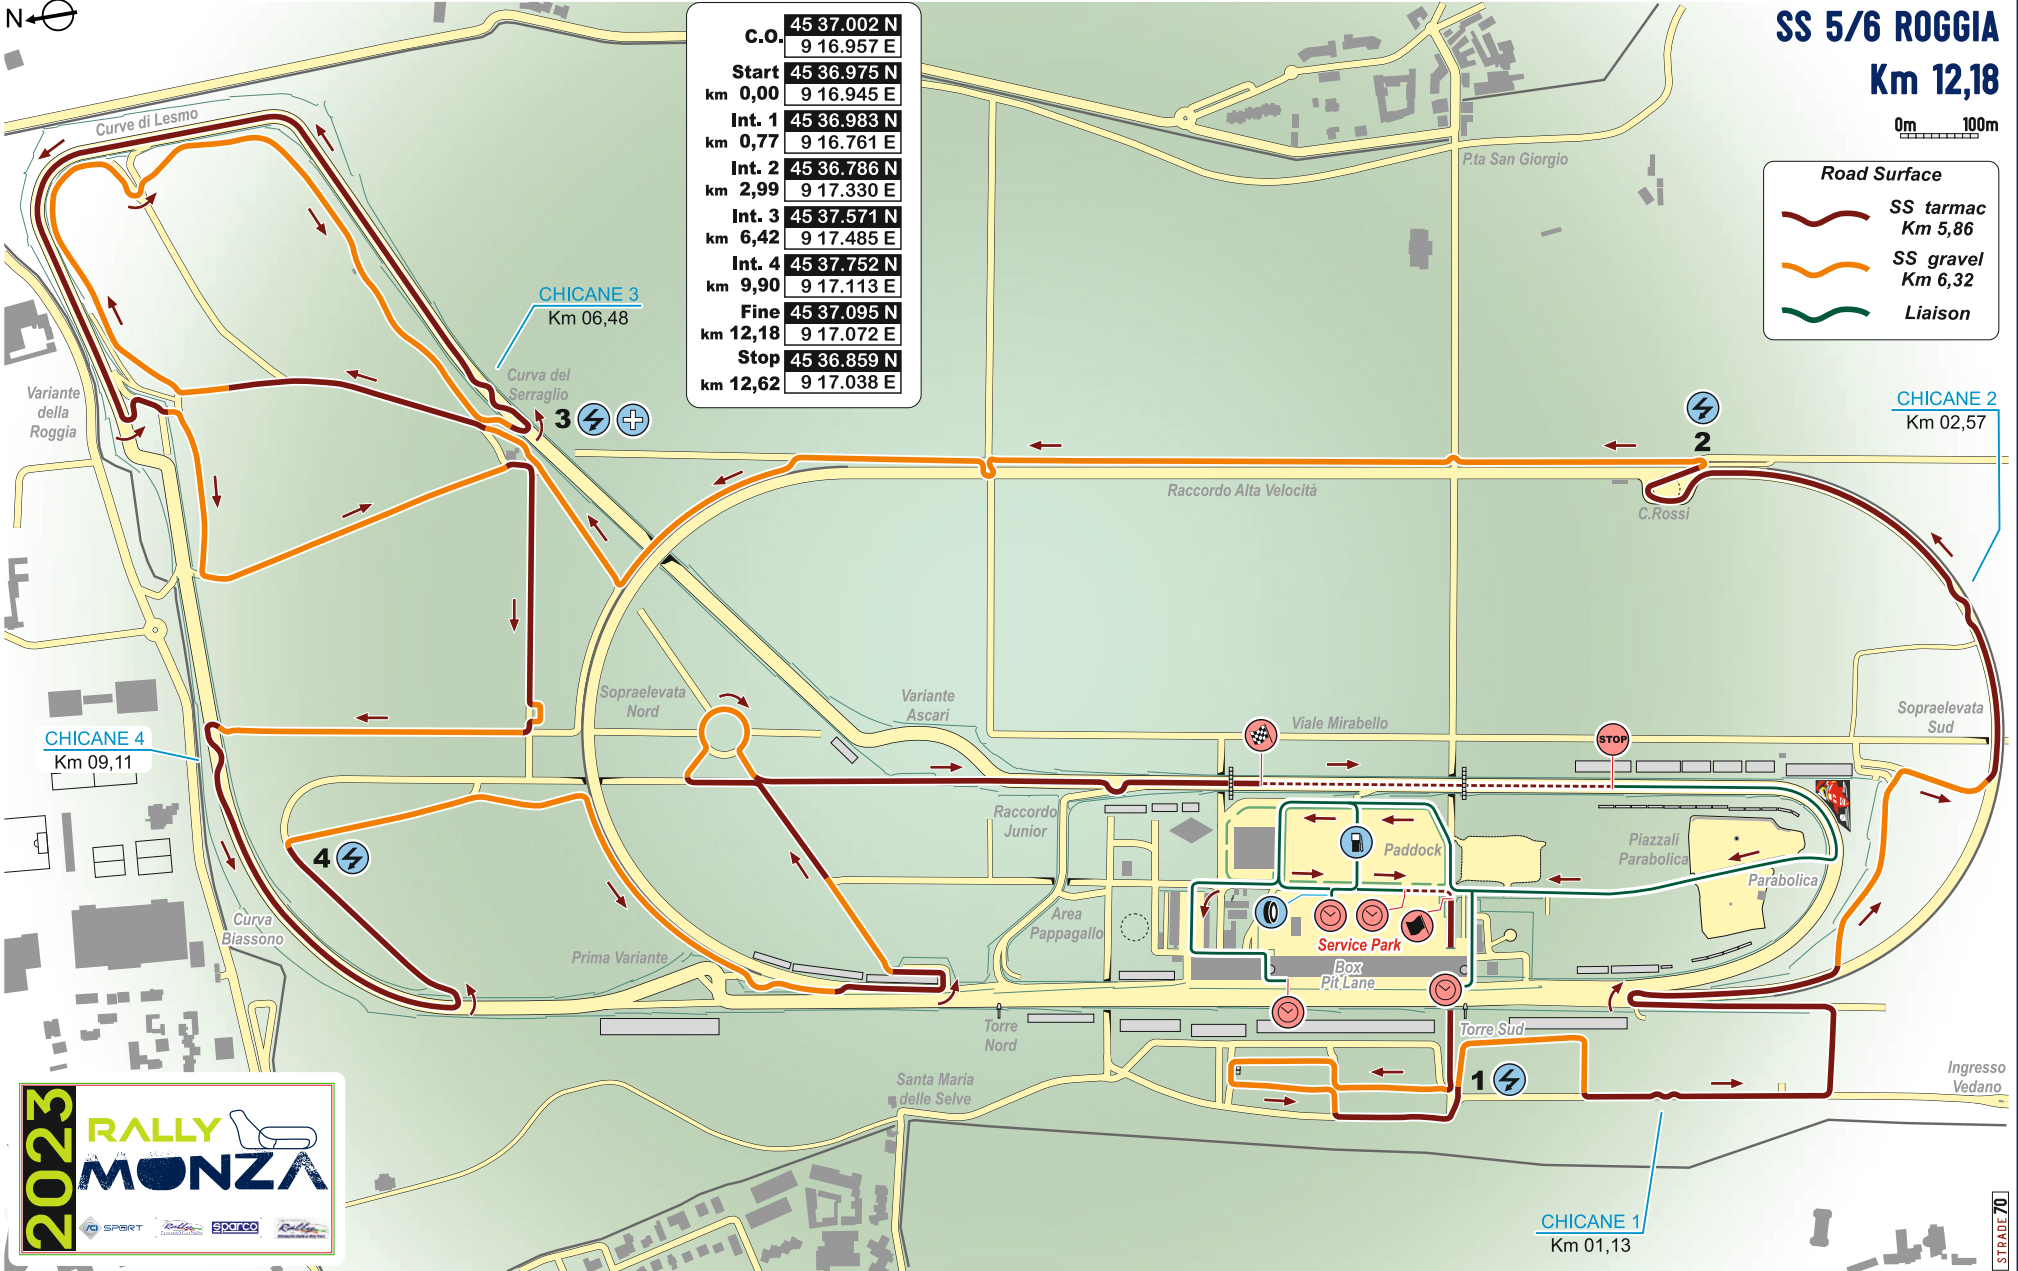 N
SS 5/6 ROGGIA
Km 12,18
0m 100m
C.O. 45 37.002 N
9 16.957 E
Start 45 36.975 N
km 0,00 9 16.945 E
Int. 1 45 36.983 N
km 0,77 9 16.761 E
Int. 2 45 36.786 N
km 2,99 9 17.330 E
Int. 3 45 37.571 N
km 6,42 9 17.485 E
Int. 4 45 37.752 N
km 9,90 9 17.113 E
Fine 45 37.095 N
km 12,18 9 17.072 E
Stop 45 36.859 N
km 12,62 9 17.038 E
Road Surface
SS tarmac
Km 5,86
SS gravel
Km 6,32
Liaison
Curve di Lesmo
P.ta San Giorgio
CHICANE 3
Km 06,48
Curva del
Serraglio
3
Variante
della
Roggia
CHICANE 2
Km 02,57
2
Raccordo Alta Velocità
C.Rossi
Sopraelevata
Nord
Variante
Ascari
Viale Mirabello
STOP
Sopraelevata
Sud
CHICANE 4
Km 09,11
Raccordo
Junior
Paddock
Piazzali
Parabolica
Parabolica
4
Curva
Biassono
Area
Pappagallo
Service Park
Prima Variante
Box
Pit Lane
Torre
Nord
Torre Sud
1
Santa Maria
delle Selve
Ingresso
Vedano
CHICANE 1
Km 01,13
2023
RALLY
MONZA
ACI SPORT
Rally
sparco
Rally
STRADE 70